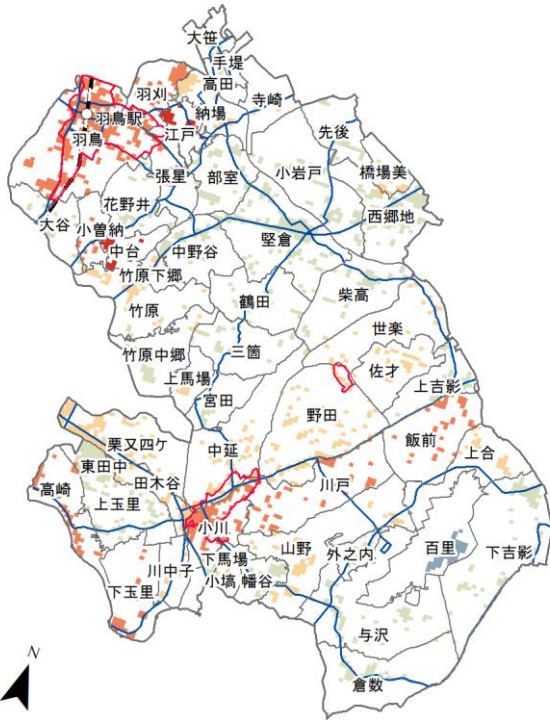 大笹
手堤
羽刈
高田
納場
寺崎
羽鳥駅
羽鳥
江戸
先後
張星
部室
小岩戸
橋場美
花野井
西郷地
大谷
小曽納
中台
中野谷
堅倉
竹原下郷
竹原
鶴田
柴高
世楽
竹原中郷
三箇
上馬場
佐才
上吉影
宮田
野田
栗又四ケ
中延
飯前
上合
東田中
田木谷
高崎
上玉里
川戸
小川
山野
外之内
百里
下吉影
下馬場
川中子
小塙
幡谷
下玉里
与沢
倉数
N